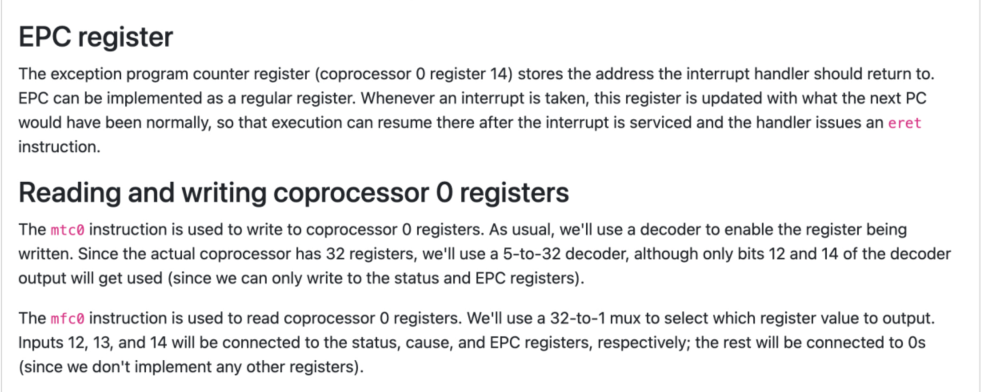 EPC register
The exception program counter register (coprocessor 0 register 14) stores the address the interrupt handler should return to.
EPC can be implemented as a regular register. Whenever an interrupt is taken, this register is updated with what the next PC
would have been normally, so that execution can resume there after the interrupt is serviced and the handler issues an eret
instruction.
Reading and writing coprocessor 0 registers
The mtc0 instruction is used to write to coprocessor 0 registers. As usual, we'll use a decoder to enable the register being
written. Since the actual coprocessor has 32 registers, we'll use a 5-to-32 decoder, although only bits 12 and 14 of the decoder
output will get used (since we can only write to the status and EPC registers).
The mfc0 instruction is used to read coprocessor 0 registers. We'll use a 32-to-1 mux to select which register value to output.
Inputs 12, 13, and 14 will be connected to the status, cause, and EPC registers, respectively; the rest will be connected to 0s
(since we don't implement any other registers).